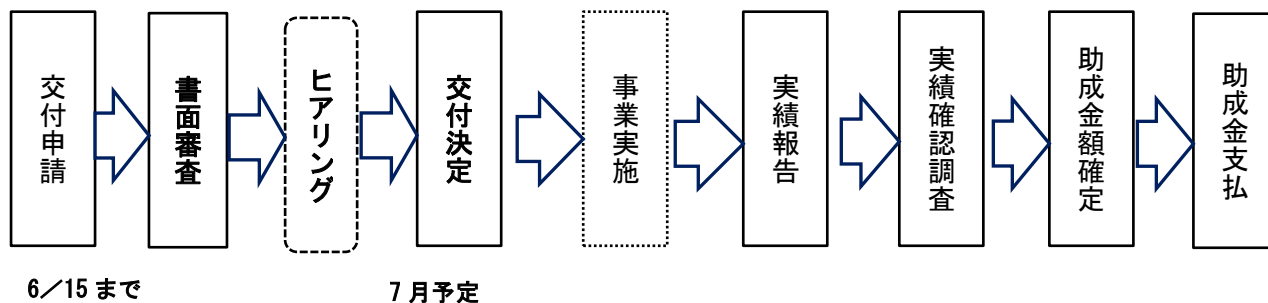 交付申請
書面審査
ヒアリング
交付決定
事業実施
実績報告
実績確認調査
助成金額確定
助成金支払
6／15 まで
7 月予定